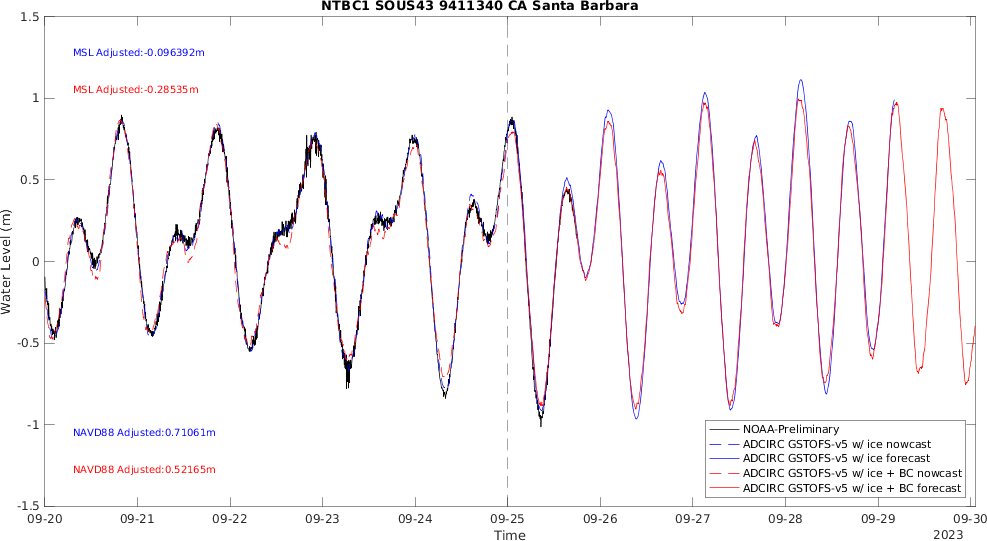 NTBC1 SOUS43 9411340 CA Santa Barbara
1.5
1
0.5
0
-0.5
-1
-1.5
Water Level (m)
MSL Adjusted:-0.096392m
MSL Adjusted:-0.28535m
NAVD88 Adjusted:0.71061m
NAVD88 Adjusted:0.52165m
NOAA-Preliminary
ADCIRC GSTOFS-v5 w/ ice nowcast
ADCIRC GSTOFS-v5 w/ ice forecast
ADCIRC GSTOFS-v5 w/ ice + BC nowcast
ADCIRC GSTOFS-v5 w/ ice + BC forecast
09-20 09-21 09-22 09-23 09-24 09-25 09-26 09-27 09-28 09-29 09-30
Time
2023